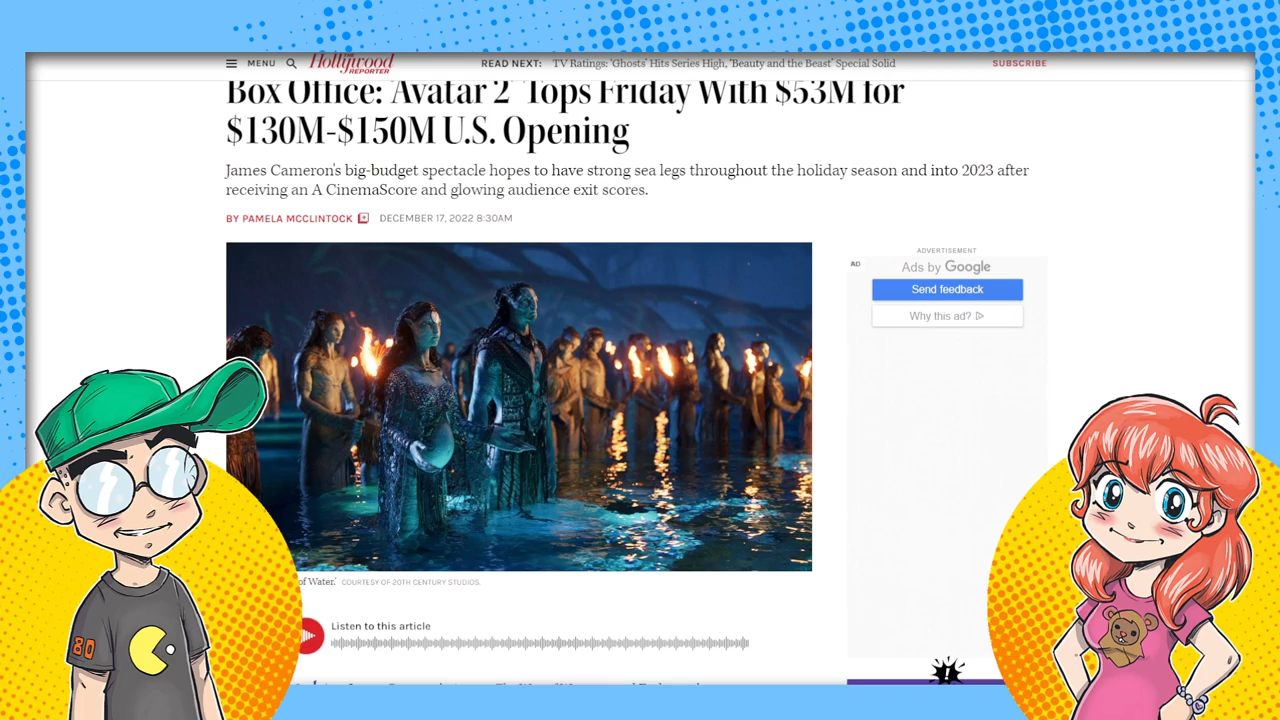 MENU
The Hollywood
REPORTER
READ NEXT: TV Ratings: 'Ghosts' Hits Series High, 'Beauty and the Beast' Special Solid
SUBSCRIBE
Box Office: 'Avatar 2' Tops Friday With $53M for
$130M-$150M U.S. Opening
James Cameron's big-budget spectacle hopes to have strong sea legs throughout the holiday season and into 2023 after
receiving an A CinemaScore and glowing audience exit scores.
BY PAMELA MCCLINTOCK DECEMBER 17, 2022 8:30AM
ADVERTISEMENT
AD
Ads by Google
Send feedback
Why this ad?
of Water.' COURTESY OF 20TH CENTURY STUDIOS.
Listen to this article
80
!